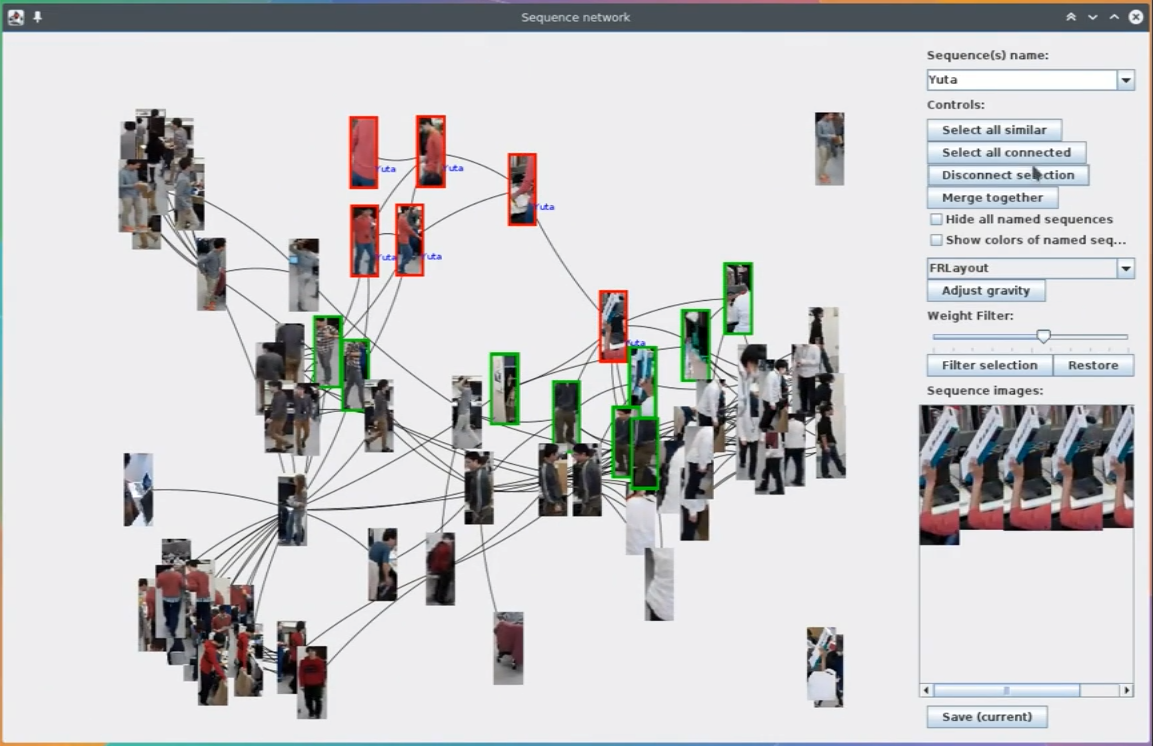 Sequence network
Sequence(s) name:
Yuta
Controls:
Select all similar
Select all connected
Disconnect selection
Merge together
Hide all named sequences
Show colors of named seq...
FRLayout
Adjust gravity
Weight Filter:
Filter selection
Restore
Sequence images:
Save (current)
Yuta
Yuta
Yuta
Yuta
Yuta
Yuta